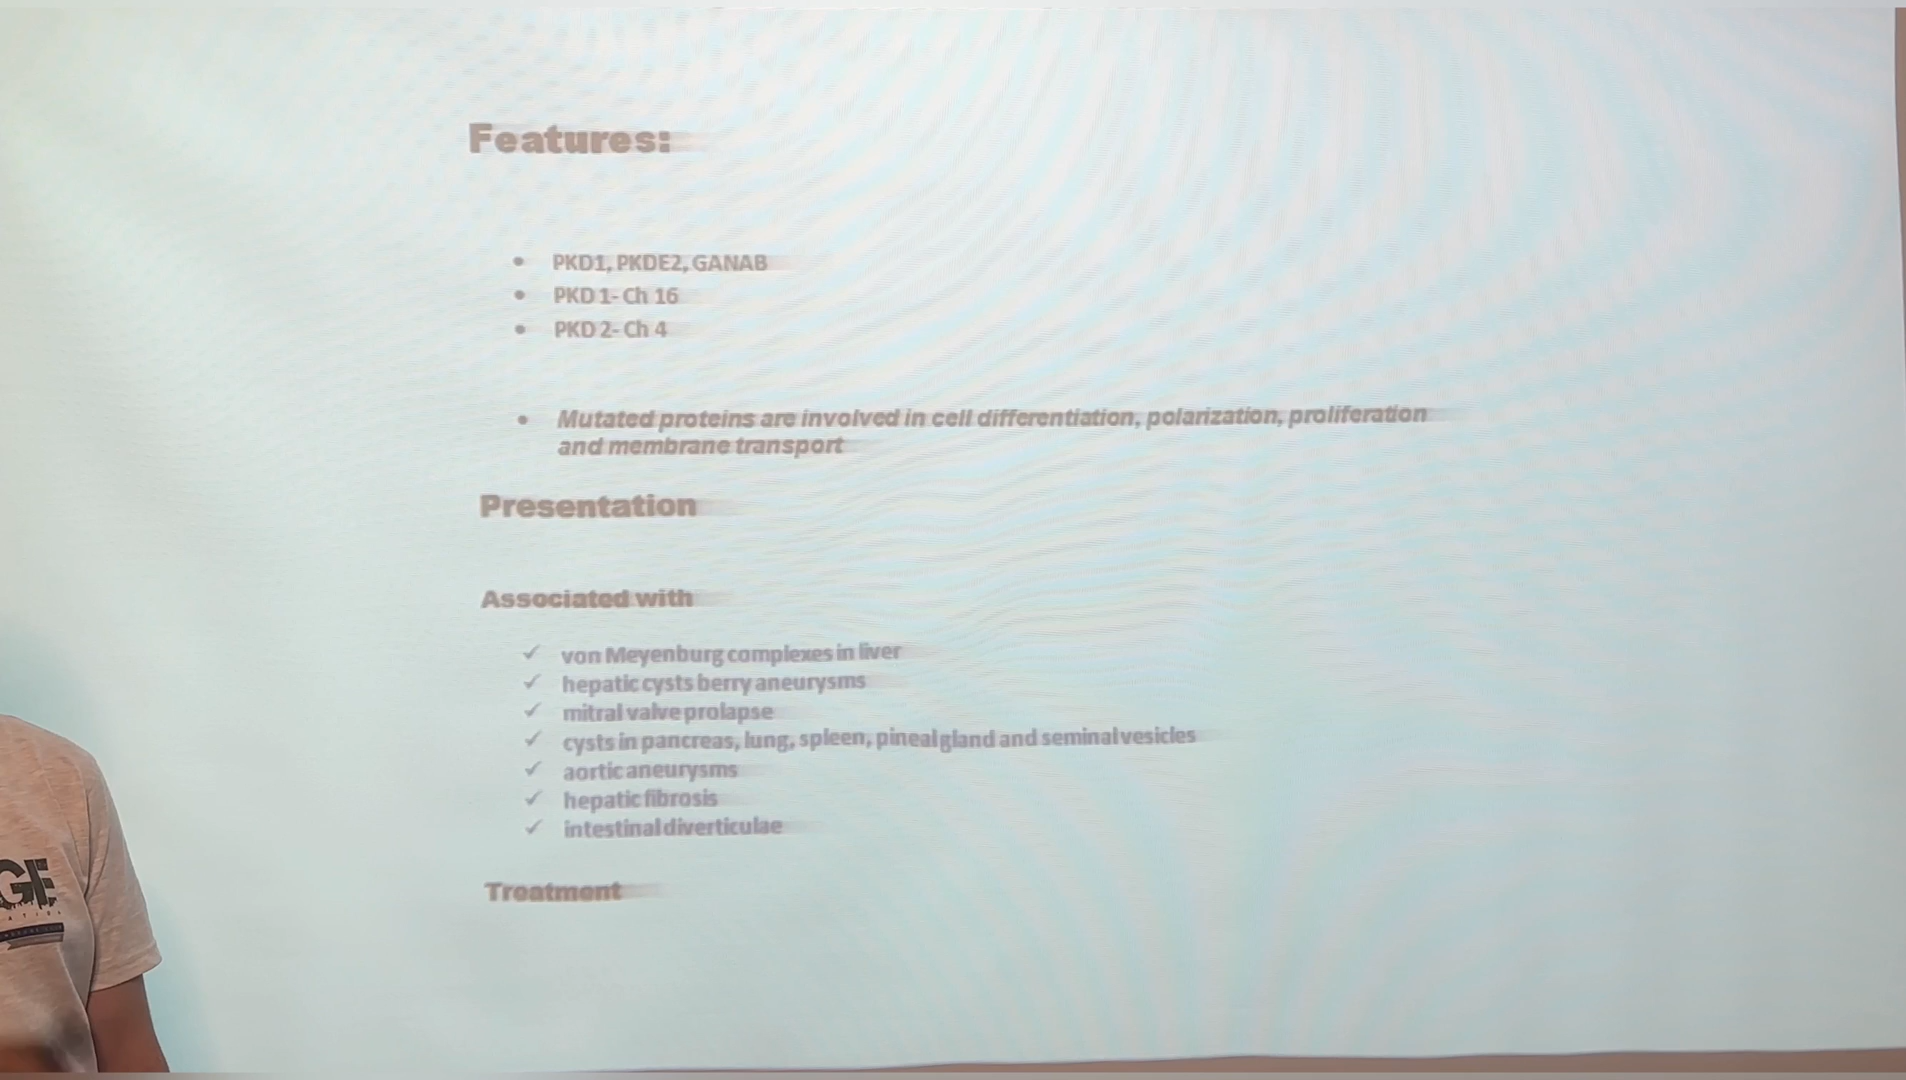 Features:
PKD1, PKDE2, GANAB
PKD 1- Ch 16
PKD 2- Ch 4
Mutated proteins are involved in cell differentiation, polarization, proliferation
and membrane transport
Presentation
Associated with
von Meyenburg complexes in liver
hepatic cysts berry aneurysms
mitral valve prolapse
cysts in pancreas, lung, spleen, pineal gland and seminal vesicles
aortic aneurysms
hepatic fibrosis
intestinal diverticulae
Treatment
GE